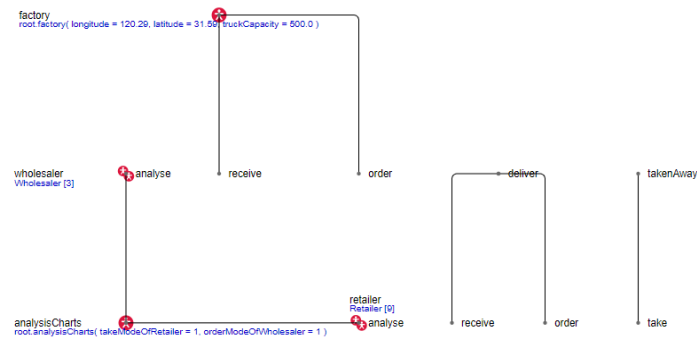 factory
root.factory( longitude = 120.29, latitude = 31.59, truckCapacity = 500.0 )
wholesaler analyse receive order deliver takenAway
Wholesaler [3]
retailer
Retailer [9]
analysisCharts analyse receive order take
root.analysisCharts( takeModeOfRetailer = 1, orderModeOfWholesaler = 1 )